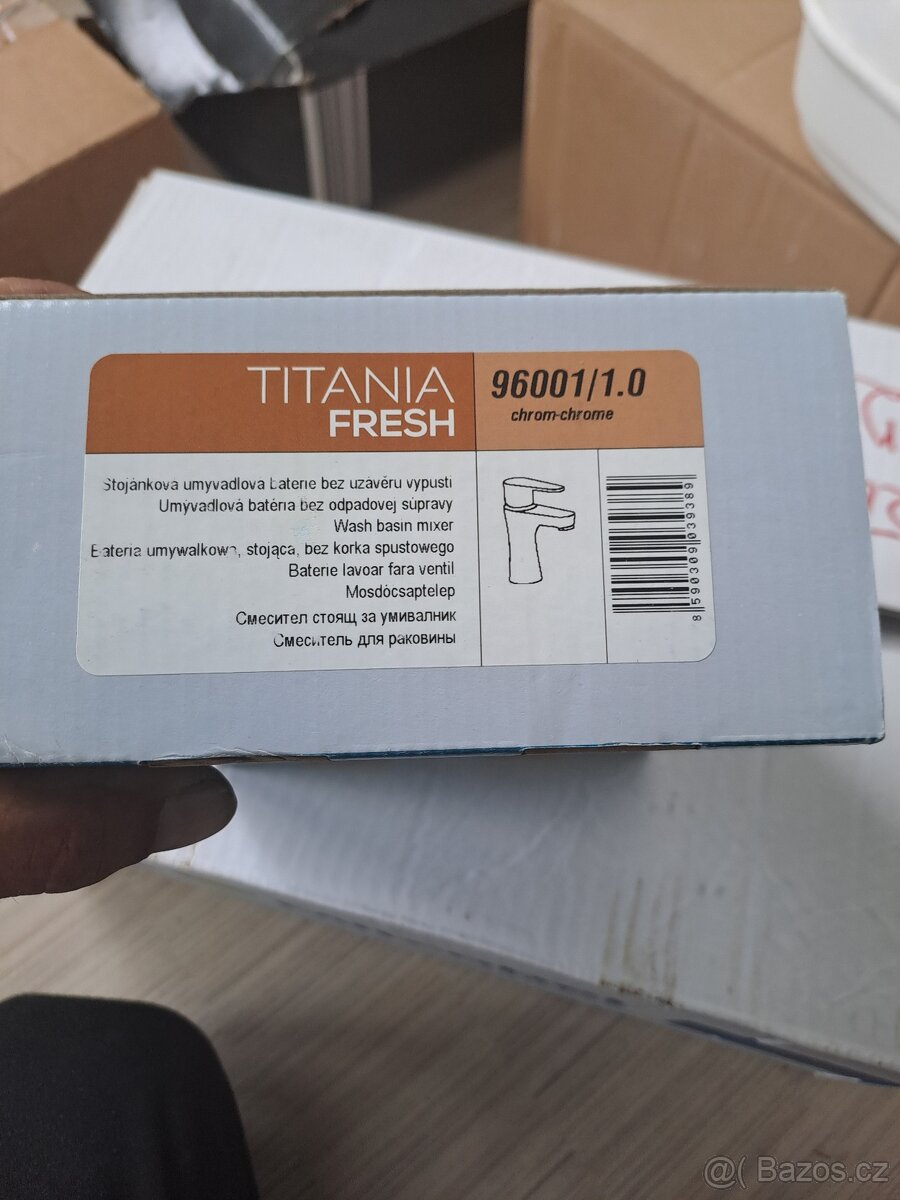 TITANIA
FRESH
96001/1.0
chrom-chrome
Stojánková umyvadlova baterie bez uzávěru vypusti
Umývadlová batéria bez odpadovej súpravy
Wash basin mixer
Bateria umywalkowa, stojąca, bez korka spustowego
Baterie lavoar fara ventil
Mosdócsaptelep
Смесител стоящ за умивалник
Смеситель для раковины
8590309039389
@( Bazos.cz